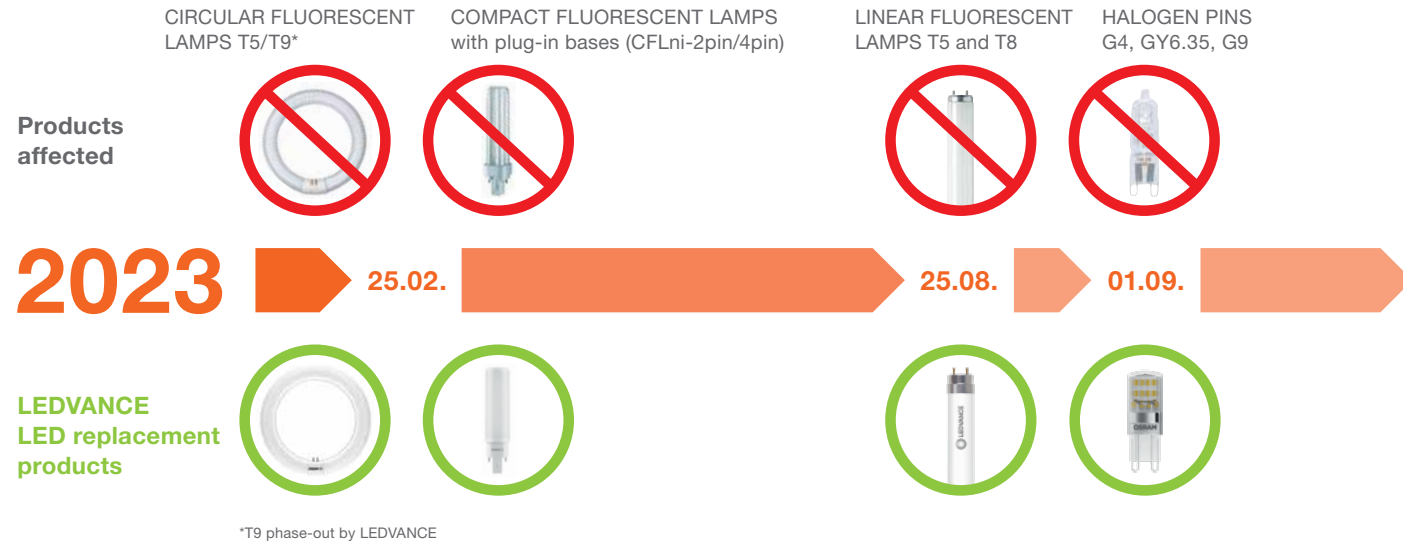 CIRCULAR FLUORESCENT
LAMPS T5/T9*
COMPACT FLUORESCENT LAMPS
with plug-in bases (CFLni-2pin/4pin)
LINEAR FLUORESCENT
LAMPS T5 and T8
HALOGEN PINS
G4, GY6.35, G9
Products
affected
2023
25.02.
25.08.
01.09.
LEDVANCE
LED replacement
products
LEDVANCE
OSRAM
*T9 phase-out by LEDVANCE